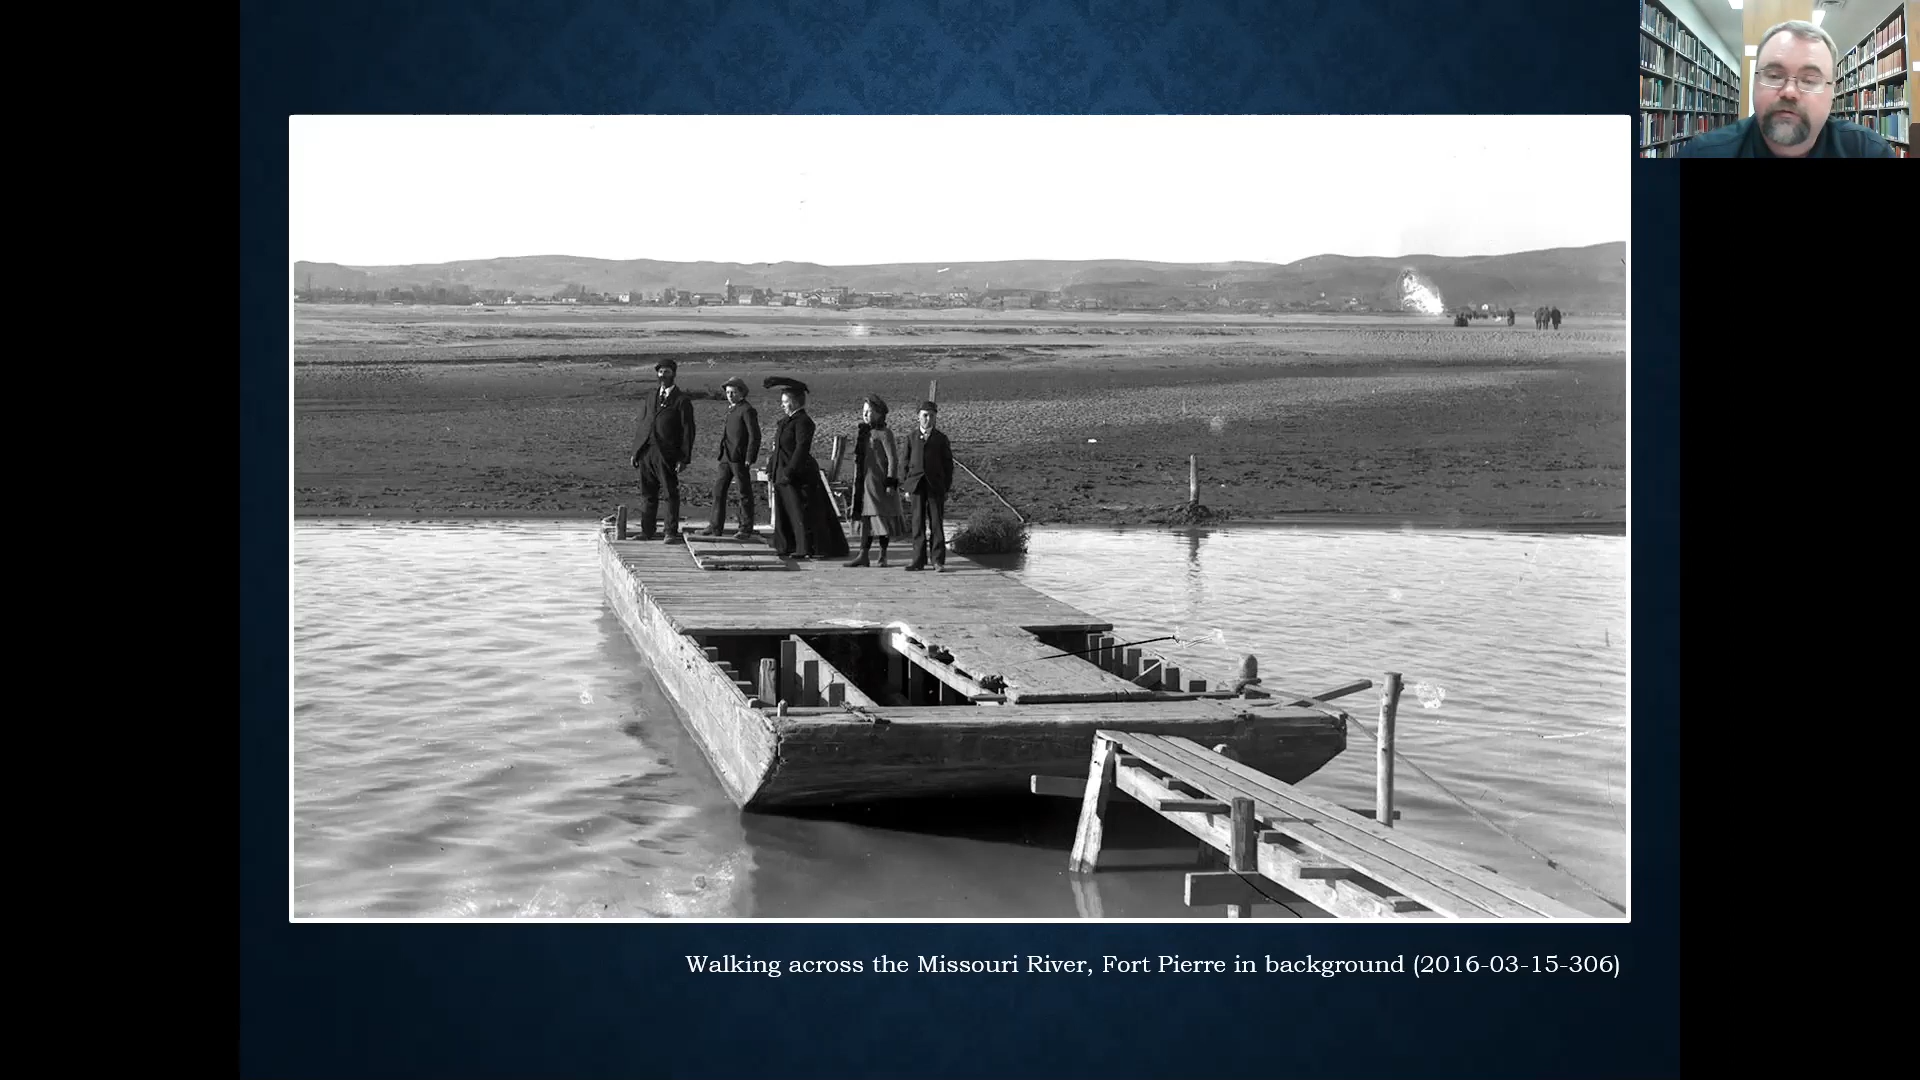 Walking across the Missouri River, Fort Pierre in background (2016-03-15-306)